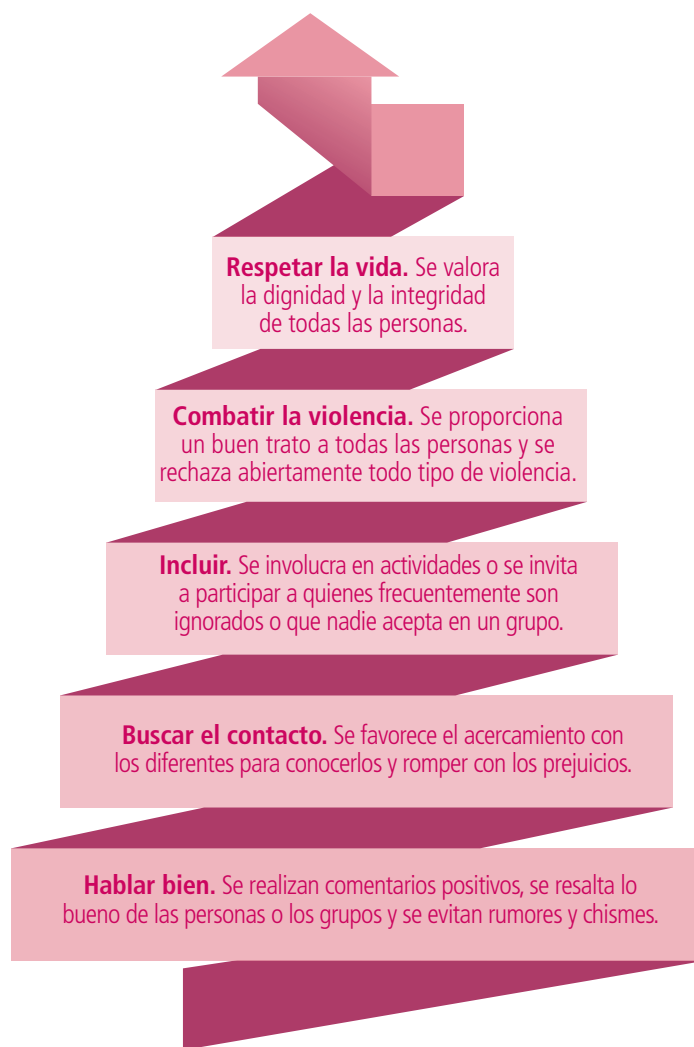 Respetar la vida. Se valora
la dignidad y la integridad
de todas las personas.
Combatir la violencia. Se proporciona
un buen trato a todas las personas y se
rechaza abiertamente todo tipo de violencia.
Incluir. Se involucra en actividades o se invita
a participar a quienes frecuentemente son
ignorados o que nadie acepta en un grupo.
Buscar el contacto. Se favorece el acercamiento con
los diferentes para conocerlos y romper con los prejuicios.
Hablar bien. Se realizan comentarios positivos, se resalta lo
bueno de las personas o los grupos y se evitan rumores y chismes.